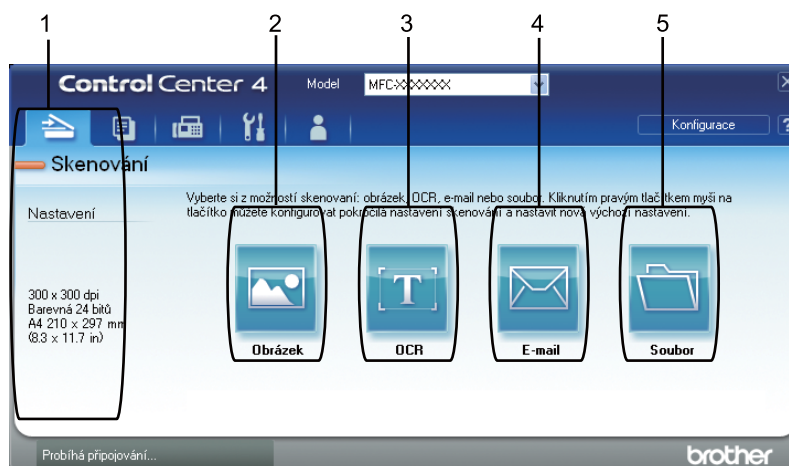 1 2 3 4 5
Control Center 4 Model MFC-XXXXXX
Konfigurace ?
Skenování
Vyberte si z možností skenovaní: obrázek, OCR, e-mail nebo soubor. Kliknutím pravým tlačítkem myši na
tlačítko můžete konfigurovat pokročilá nastavení skenování a nastavit nová výchozí nastavení.
Nastavení
300 x 300 dpi
Barevná 24 bitů
A4 210 x 297 mm
(8.3 x 11.7 in)
T
Obrázek OCR E-mail Soubor
Probíhá připojování...
brother